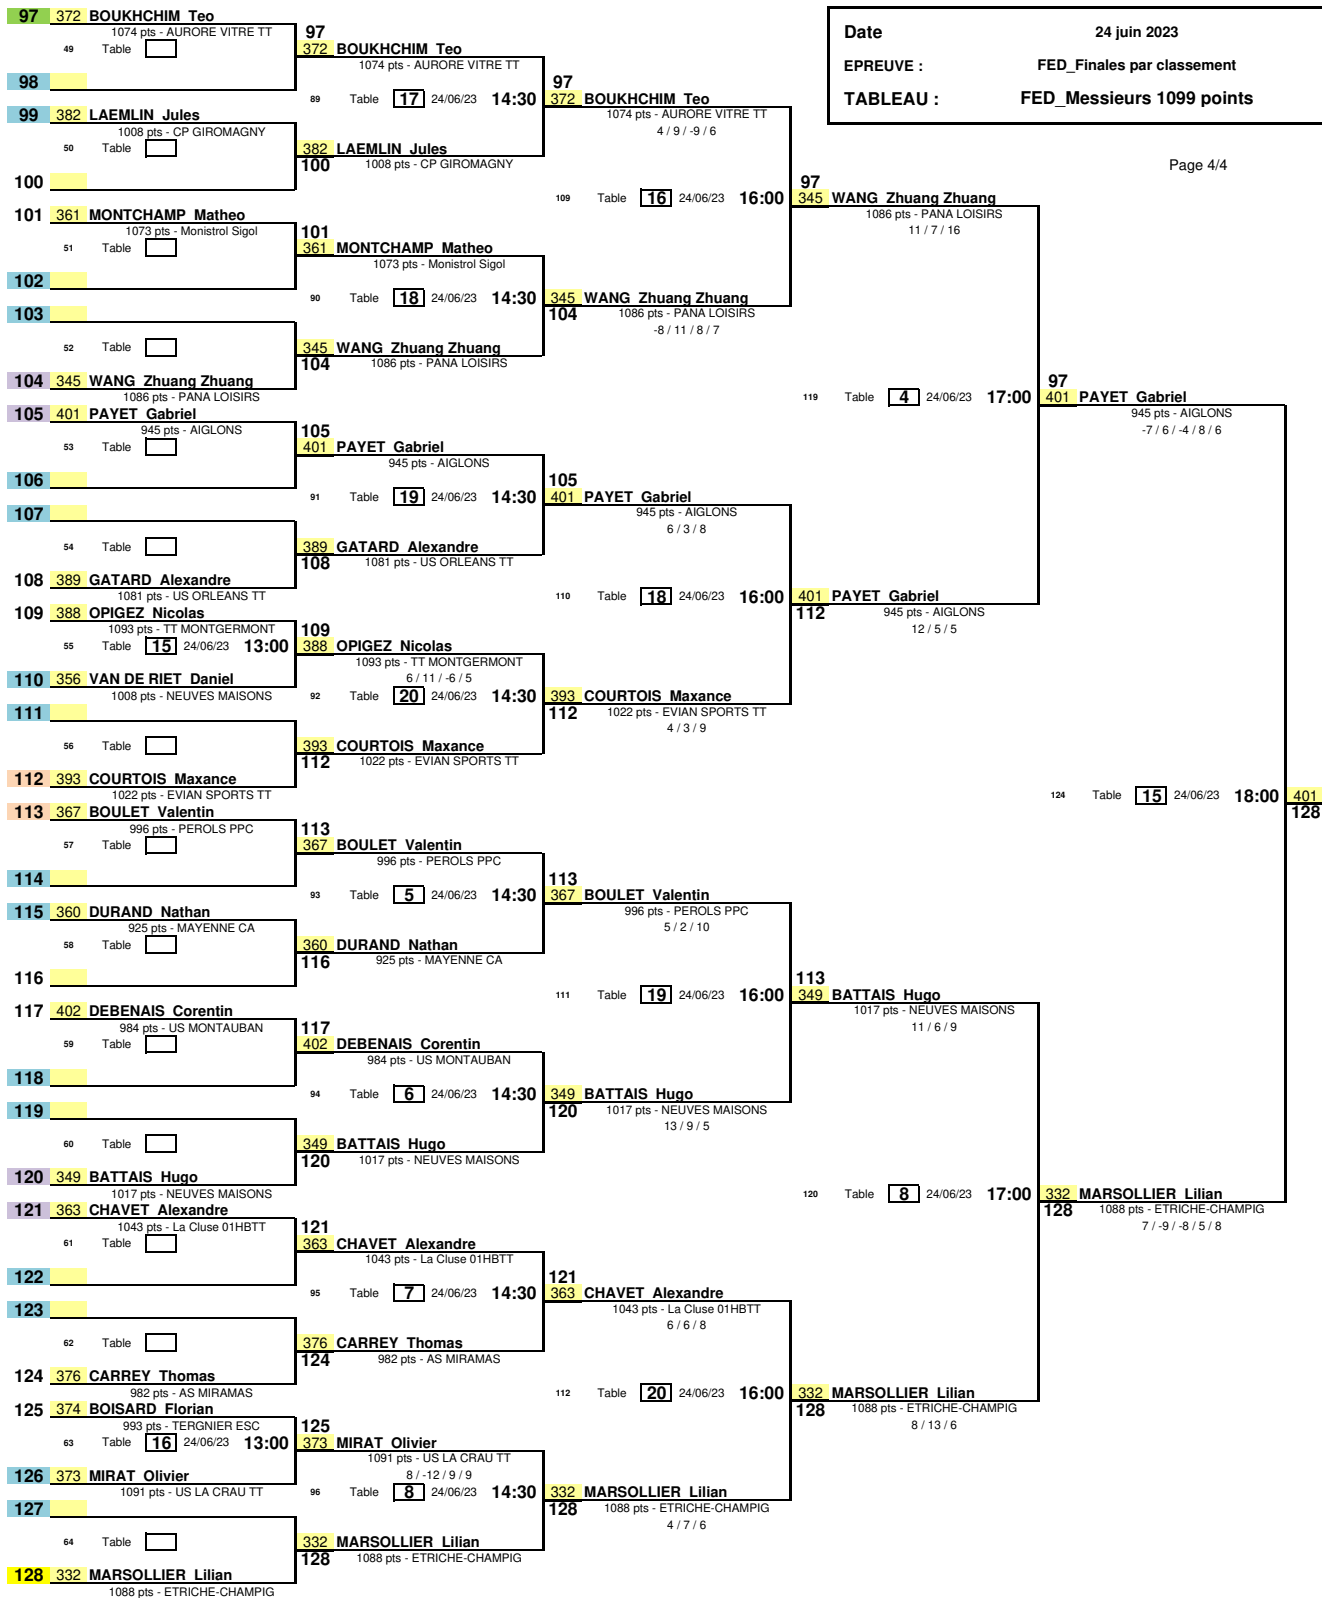 Date 24 juin 2023
EPREUVE : FED_Finales par classement
TABLEAU : FED_Messieurs 1099 points
Page 4/4
97 372 BOUKHCHIM Teo
1074 pts - AURORE VITRE TT
49 Table
98
99 382 LAEMLIN Jules
1008 pts - CP GIROMAGNY
50 Table
100
101 361 MONTCHAMP Matheo
1073 pts - Monistrol Sigol
51 Table
102
103
52 Table
104 345 WANG Zhuang Zhuang
1086 pts - PANA LOISIRS
105 401 PAYET Gabriel
945 pts - AIGLONS
53 Table
106
107
54 Table
108 389 GATARD Alexandre
1081 pts - US ORLEANS TT
109 388 OPIGEZ Nicolas
1093 pts - TT MONTGERMONT
55 Table 15 24/06/23 13:00
110 356 VAN DE RIET Daniel
1008 pts - NEUVES MAISONS
111
56 Table
112 393 COURTOIS Maxance
1022 pts - EVIAN SPORTS TT
113 367 BOULET Valentin
996 pts - PEROLS PPC
57 Table
114
115 360 DURAND Nathan
925 pts - MAYENNE CA
58 Table
116
117 402 DEBENAIS Corentin
984 pts - US MONTAUBAN
59 Table
118
119
60 Table
120 349 BATTAIS Hugo
1017 pts - NEUVES MAISONS
121 363 CHAVET Alexandre
1043 pts - La Cluse 01HBTT
61 Table
122
123
62 Table
124 376 CARREY Thomas
982 pts - AS MIRAMAS
125 374 BOISARD Florian
993 pts - TERGNIER ESC
63 Table 16 24/06/23 13:00
126 373 MIRAT Olivier
1091 pts - US LA CRAU TT
127
64 Table
128 332 MARSOLLIER Lilian
1088 pts - ETRICHE-CHAMPIG
97
372 BOUKHCHIM Teo
1074 pts - AURORE VITRE TT
89 Table 17 24/06/23 14:30
382 LAEMLIN Jules
100 1008 pts - CP GIROMAGNY
101
361 MONTCHAMP Matheo
1073 pts - Monistrol Sigol
90 Table 18 24/06/23 14:30
345 WANG Zhuang Zhuang
104 1086 pts - PANA LOISIRS
105
401 PAYET Gabriel
945 pts - AIGLONS
91 Table 19 24/06/23 14:30
389 GATARD Alexandre
108 1081 pts - US ORLEANS TT
109
388 OPIGEZ Nicolas
1093 pts - TT MONTGERMONT
6 / 11 / -6 / 5
92 Table 20 24/06/23 14:30
393 COURTOIS Maxance
112 1022 pts - EVIAN SPORTS TT
113
367 BOULET Valentin
996 pts - PEROLS PPC
93 Table 5 24/06/23 14:30
360 DURAND Nathan
116 925 pts - MAYENNE CA
117
402 DEBENAIS Corentin
984 pts - US MONTAUBAN
94 Table 6 24/06/23 14:30
349 BATTAIS Hugo
120 1017 pts - NEUVES MAISONS
121
363 CHAVET Alexandre
1043 pts - La Cluse 01HBTT
95 Table 7 24/06/23 14:30
376 CARREY Thomas
124 982 pts - AS MIRAMAS
125
373 MIRAT Olivier
1091 pts - US LA CRAU TT
8 / -12 / 9 / 9
96 Table 8 24/06/23 14:30
332 MARSOLLIER Lilian
128 1088 pts - ETRICHE-CHAMPIG
97
372 BOUKHCHIM Teo
1074 pts - AURORE VITRE TT
4 / 9 / -9 / 6
109 Table 16 24/06/23 16:00
345 WANG Zhuang Zhuang
104 1086 pts - PANA LOISIRS
-8 / 11 / 8 / 7
105
401 PAYET Gabriel
945 pts - AIGLONS
6 / 3 / 8
110 Table 18 24/06/23 16:00
393 COURTOIS Maxance
112 1022 pts - EVIAN SPORTS TT
4 / 3 / 9
113
367 BOULET Valentin
996 pts - PEROLS PPC
5 / 2 / 10
111 Table 19 24/06/23 16:00
349 BATTAIS Hugo
120 1017 pts - NEUVES MAISONS
13 / 9 / 5
121
363 CHAVET Alexandre
1043 pts - La Cluse 01HBTT
6 / 6 / 8
112 Table 20 24/06/23 16:00
332 MARSOLLIER Lilian
128 1088 pts - ETRICHE-CHAMPIG
4 / 7 / 6
97
345 WANG Zhuang Zhuang
1086 pts - PANA LOISIRS
11 / 7 / 16
119 Table 4 24/06/23 17:00
401 PAYET Gabriel
112 945 pts - AIGLONS
12 / 5 / 5
113
349 BATTAIS Hugo
1017 pts - NEUVES MAISONS
11 / 6 / 9
120 Table 8 24/06/23 17:00
332 MARSOLLIER Lilian
128 1088 pts - ETRICHE-CHAMPIG
8 / 13 / 6
97
401 PAYET Gabriel
945 pts - AIGLONS
-7 / 6 / -4 / 8 / 6
124 Table 15 24/06/23 18:00
332 MARSOLLIER Lilian
128 1088 pts - ETRICHE-CHAMPIG
7 / -9 / -8 / 5 / 8
401
128